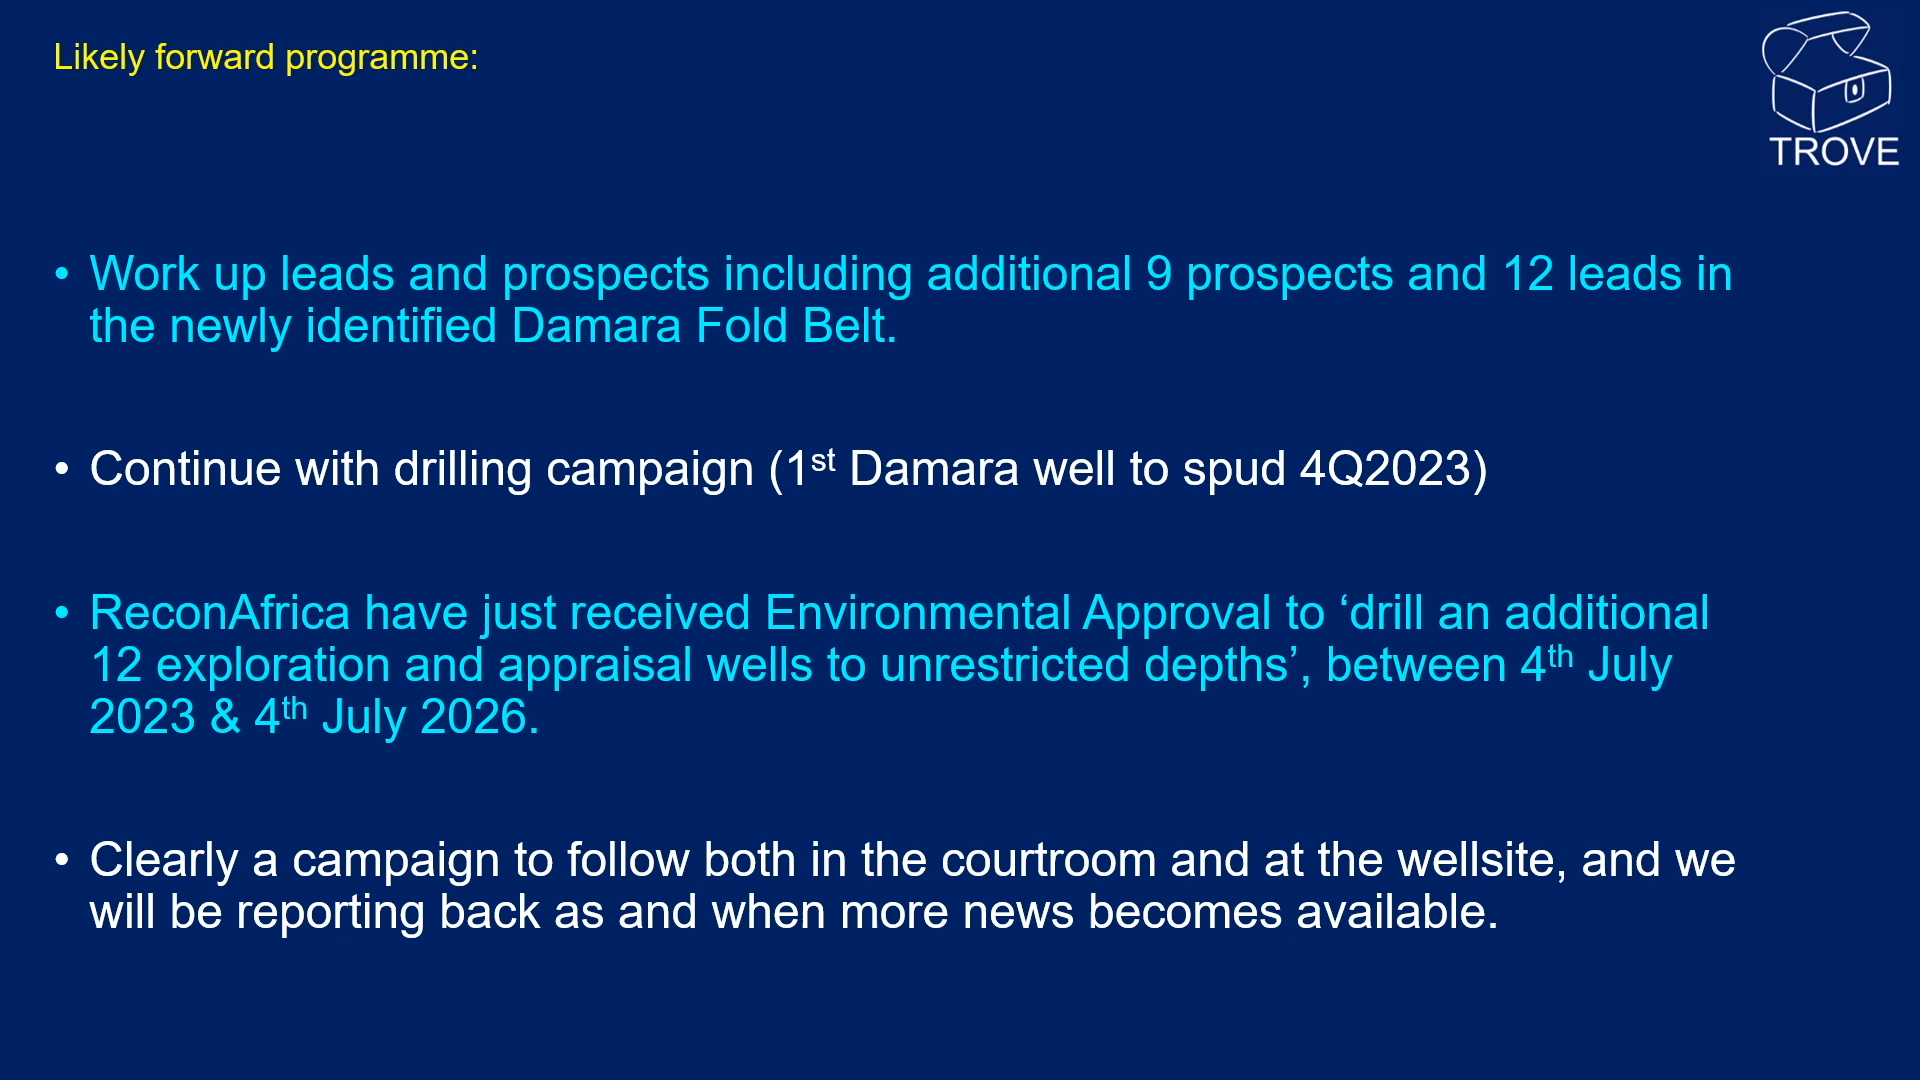 Likely forward programme:
TROVE
• Work up leads and prospects including additional 9 prospects and 12 leads in
the newly identified Damara Fold Belt.
• Continue with drilling campaign (1st Damara well to spud 4Q2023)
• ReconAfrica have just received Environmental Approval to ‘drill an additional
12 exploration and appraisal wells to unrestricted depths’, between 4th July
2023 & 4th July 2026.
• Clearly a campaign to follow both in the courtroom and at the wellsite, and we
will be reporting back as and when more news becomes available.